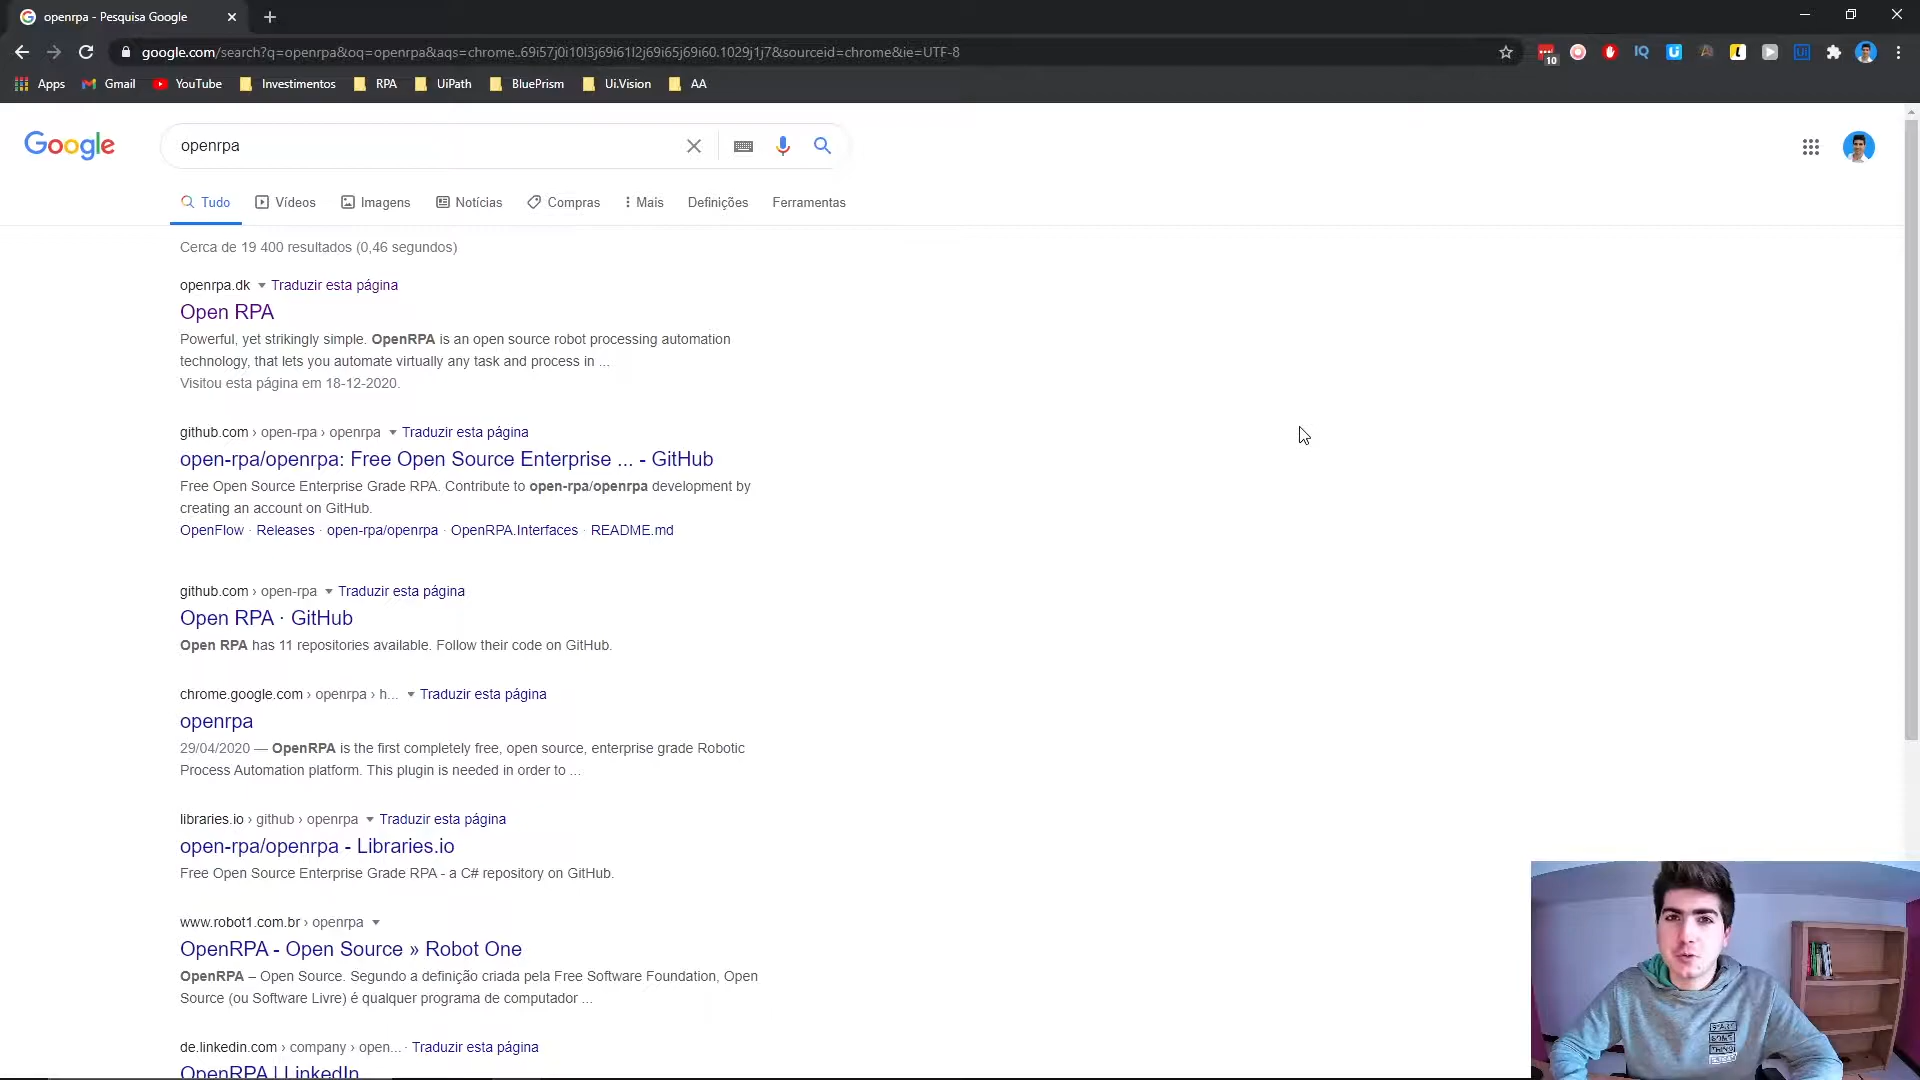 openrpa - Pesquisa Google
google.com/search?q=openrpa&oq=openrpa&aqs=chrome..69i57j0i10l3j69i61l2j69i65j69i60.1029j1j7&sourceid=chrome&ie=UTF-8
10
Apps Gmail YouTube Investimentos RPA UiPath BluePrism Ui.Vision AA
Google
openrpa
Tudo Vídeos Imagens Notícias Compras Mais Definições Ferramentas
Cerca de 19 400 resultados (0,46 segundos)
openrpa.dk Traduzir esta página
Open RPA
Powerful, yet strikingly simple. OpenRPA is an open source robot processing automation
technology, that lets you automate virtually any task and process in ...
Visitou esta página em 18-12-2020.
github.com › open-rpa › openrpa Traduzir esta página
open-rpa/openrpa: Free Open Source Enterprise ... - GitHub
Free Open Source Enterprise Grade RPA. Contribute to open-rpa/openrpa development by
creating an account on GitHub.
OpenFlow · Releases · open-rpa/openrpa · OpenRPA.Interfaces · README.md
github.com › open-rpa Traduzir esta página
Open RPA · GitHub
Open RPA has 11 repositories available. Follow their code on GitHub.
chrome.google.com › openrpa › h... Traduzir esta página
openrpa
29/04/2020 — OpenRPA is the first completely free, open source, enterprise grade Robotic
Process Automation platform. This plugin is needed in order to ...
libraries.io › github › openrpa Traduzir esta página
open-rpa/openrpa - Libraries.io
Free Open Source Enterprise Grade RPA - a C# repository on GitHub.
www.robot1.com.br › openrpa
OpenRPA - Open Source » Robot One
OpenRPA – Open Source. Segundo a definição criada pela Free Software Foundation, Open
Source (ou Software Livre) é qualquer programa de computador ...
de.linkedin.com › company › open... · Traduzir esta página
OpenRPA | LinkedIn